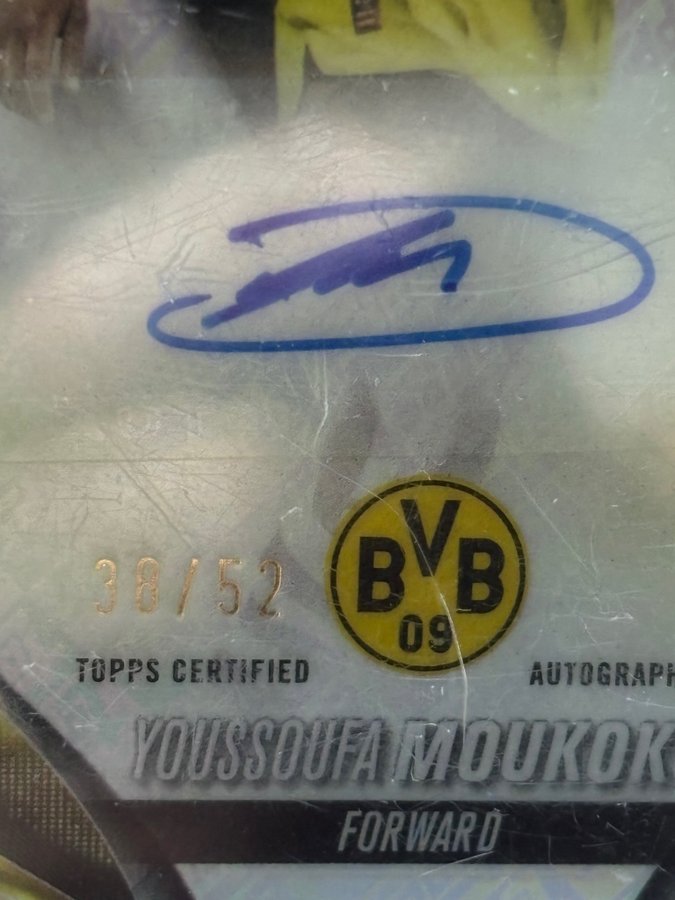 BVB
09
38/52
TOPPS CERTIFIED AUTOGRAPH
YOUSSOUFA MOUKOK
FORWARD